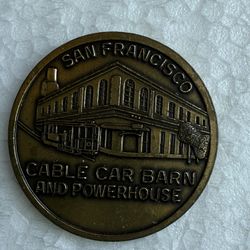 SAN FRANCISCO
CABLE CAR BARN
AND POWERHOUSE